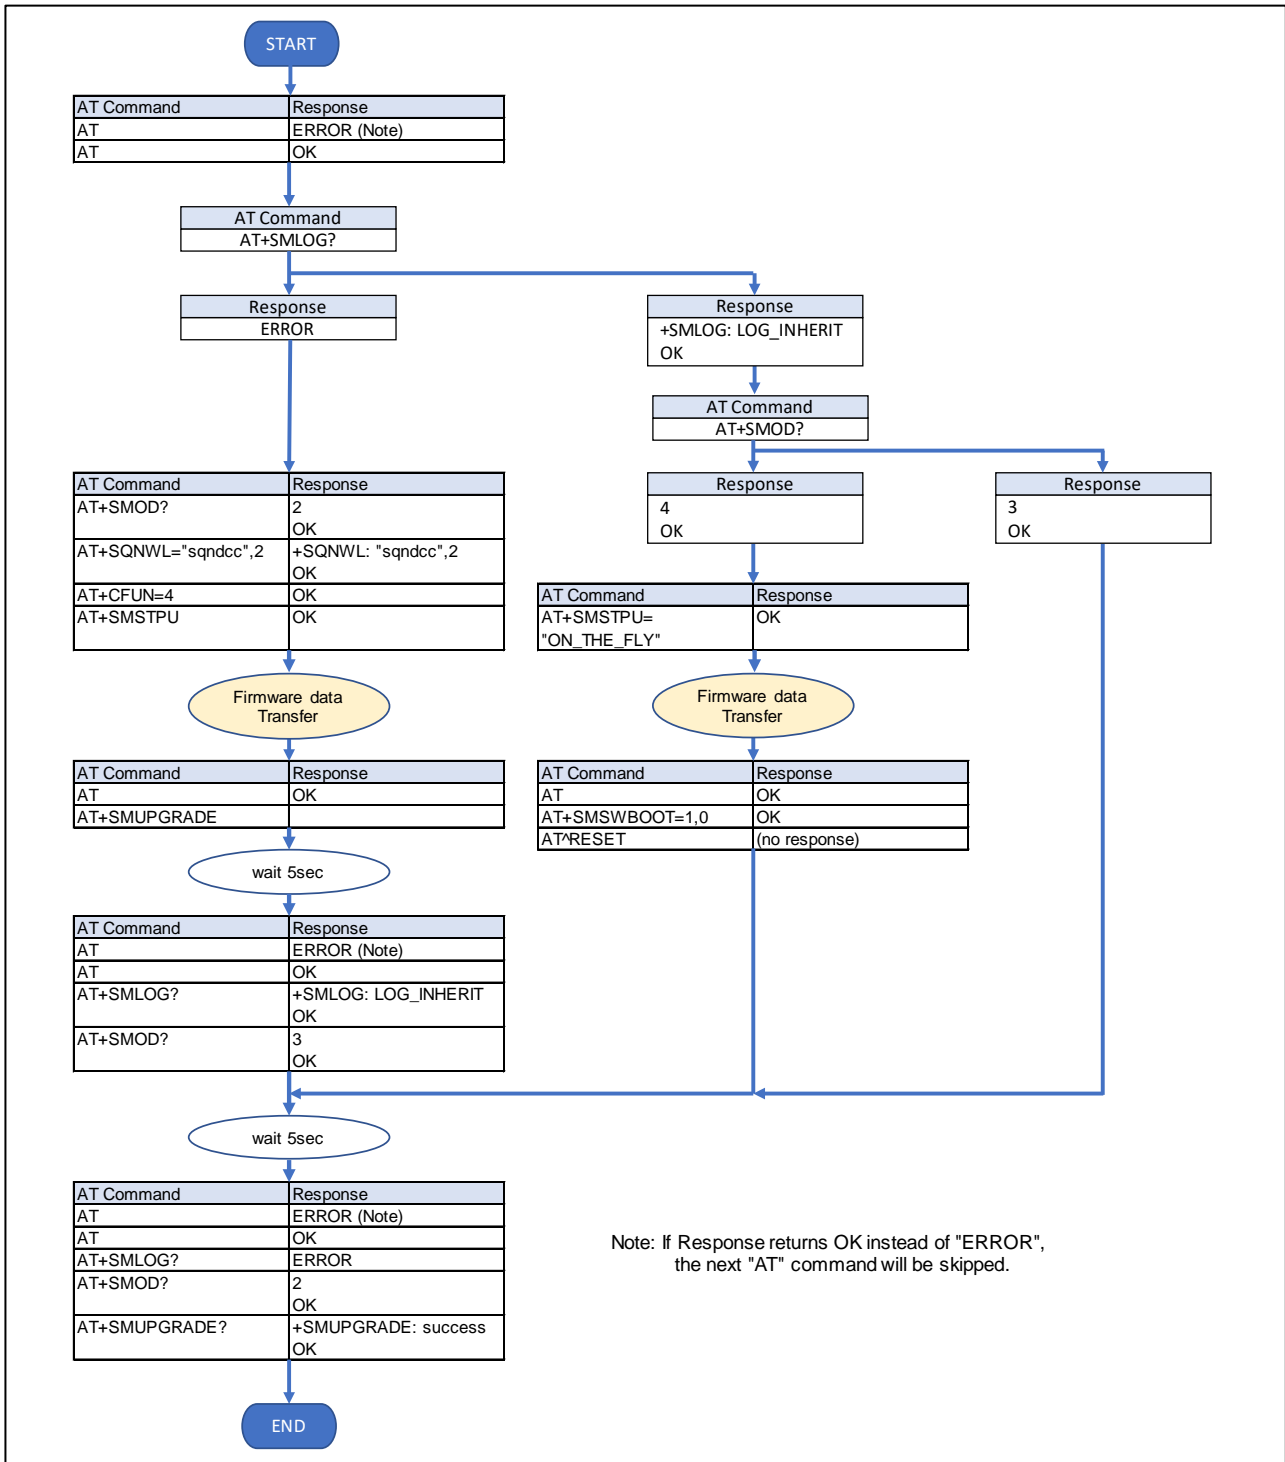 START
AT Command Response
AT ERROR (Note)
AT OK
AT Command
AT+SMLOG?
Response
ERROR
Response
+SMLOG: LOG_INHERIT
OK
AT Command
AT+SMOD?
Response
4
OK
Response
3
OK
AT Command Response
AT+SMOD? 2
OK
AT+SQNWL="sqndcc",2 +SQNWL: "sqndcc",2
OK
AT+CFUN=4 OK
AT+SMSTPU OK
AT Command Response
AT+SMSTPU= OK
"ON_THE_FLY"
Firmware data
Transfer
Firmware data
Transfer
AT Command Response
AT OK
AT+SMUPGRADE
AT Command Response
AT OK
AT+SMSWBOOT=1,0 OK
AT^RESET (no response)
wait 5sec
AT Command Response
AT ERROR (Note)
AT OK
AT+SMLOG? +SMLOG: LOG_INHERIT
OK
AT+SMOD? 3
OK
wait 5sec
AT Command Response
AT ERROR (Note)
AT OK
AT+SMLOG? ERROR
AT+SMOD? 2
OK
AT+SMUPGRADE? +SMUPGRADE: success
OK
Note: If Response returns OK instead of "ERROR",
the next "AT" command will be skipped.
END